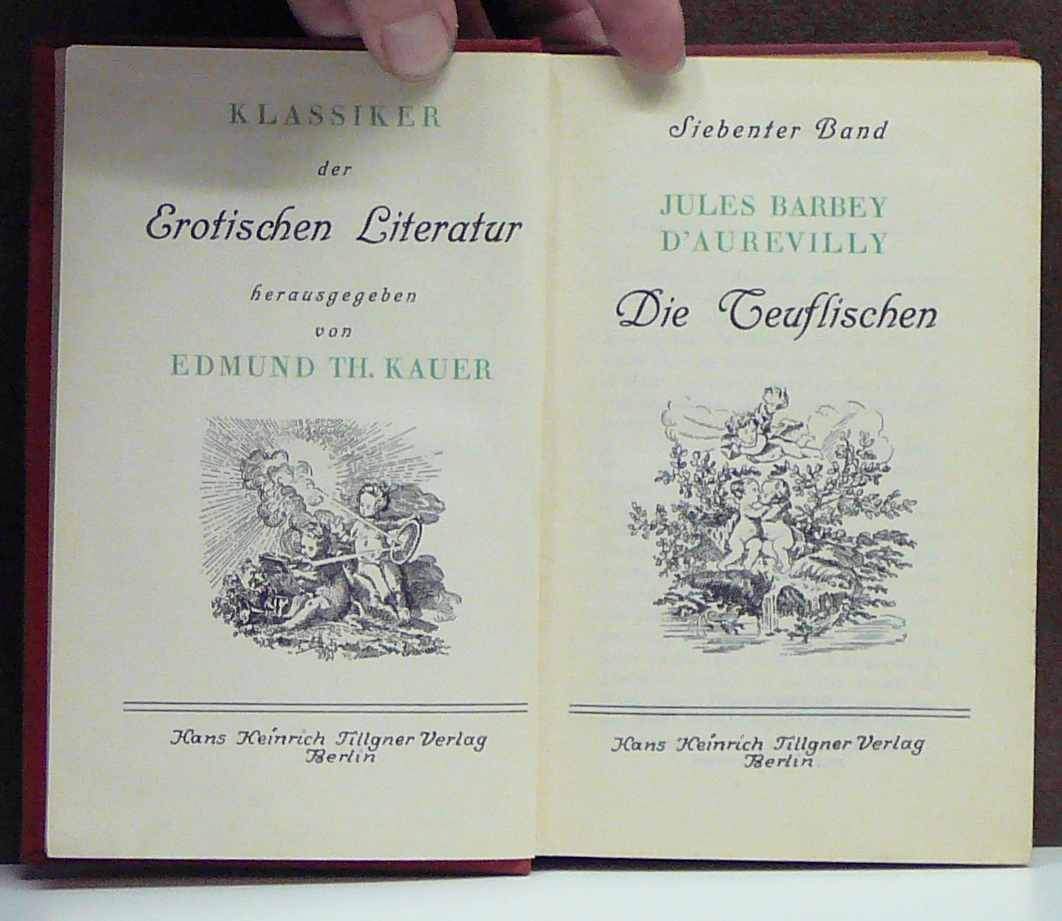 KLASSIKER
der
Erotischen Literatur
herausgegeben
von
EDMUND TH. KAUER
Hans Heinrich Tillgner Verlag
Berlin
Siebenter Band
JULES BARBEY
D'AUREVILLY
Die Teuflischen
Hans Heinrich Tillgner Verlag
Berlin